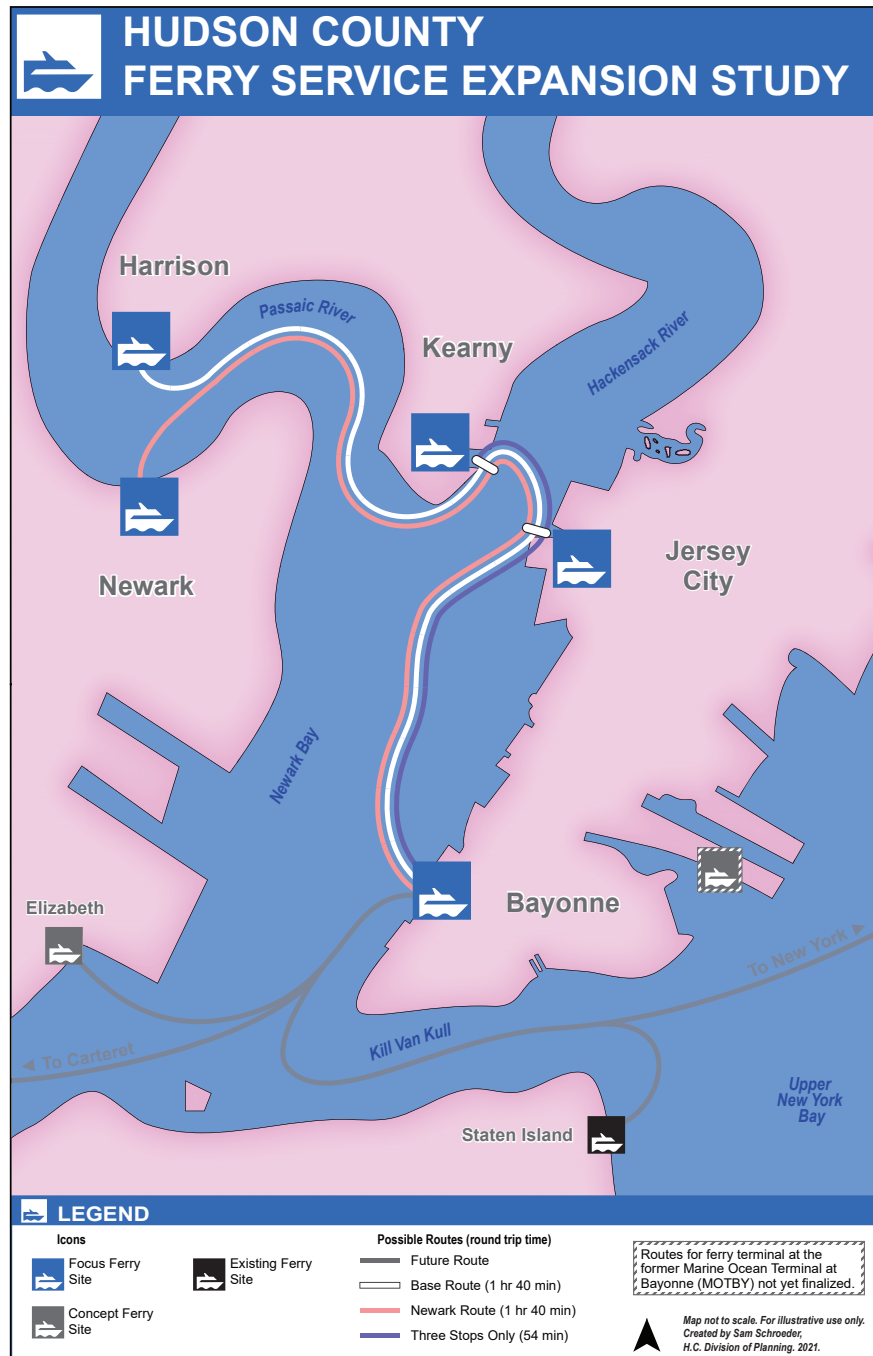 HUDSON COUNTY
FERRY SERVICE EXPANSION STUDY
Harrison
Passaic River
Kearny
Hackensack River
Jersey
City
Newark
Newark Bay
Elizabeth
Bayonne
To New York
Kill Van Kull
To Carteret
Upper
New York
Bay
Staten Island
LEGEND
Icons
Focus Ferry
Site
Existing Ferry
Site
Concept Ferry
Site
Possible Routes (round trip time)
Future Route
Base Route (1 hr 40 min)
Newark Route (1 hr 40 min)
Three Stops Only (54 min)
Routes for ferry terminal at the
former Marine Ocean Terminal at
Bayonne (MOTBY) not yet finalized.
Map not to scale. For illustrative use only.
Created by Sam Schroeder,
H.C. Division of Planning. 2021.